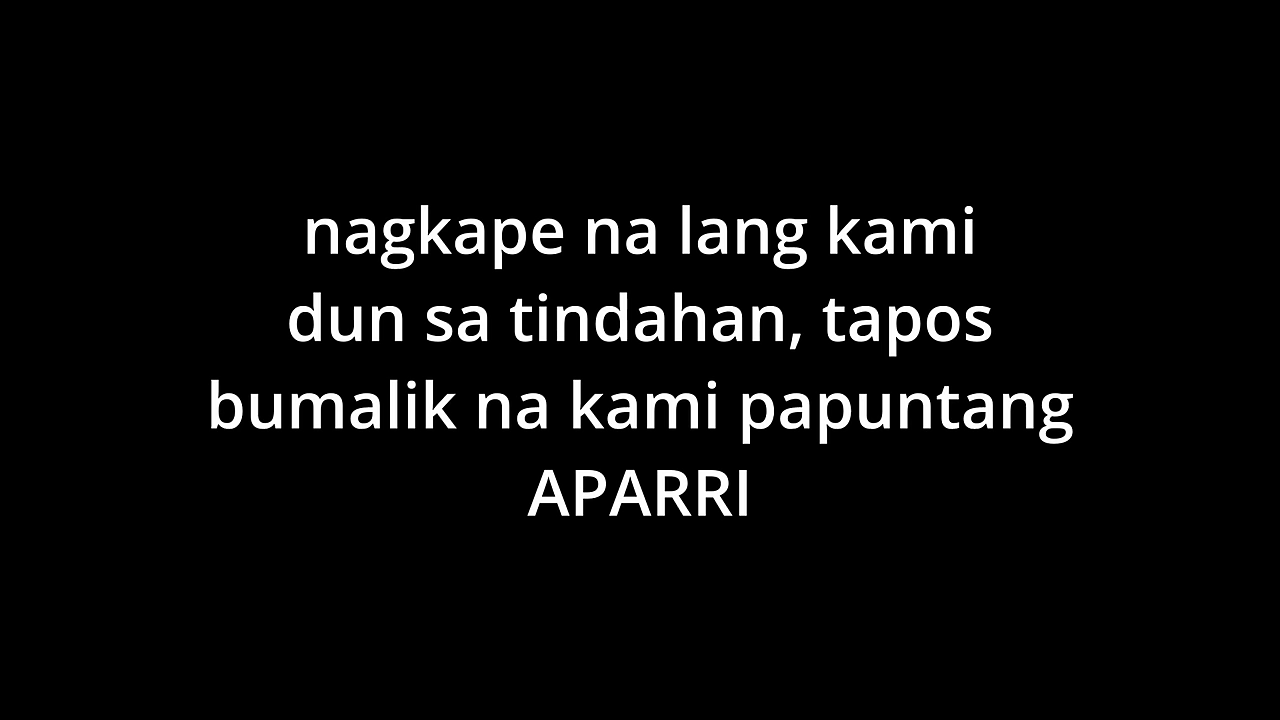 nagkape na lang kami
dun sa tindahan, tapos
bumalik na kami papuntang
APARRI